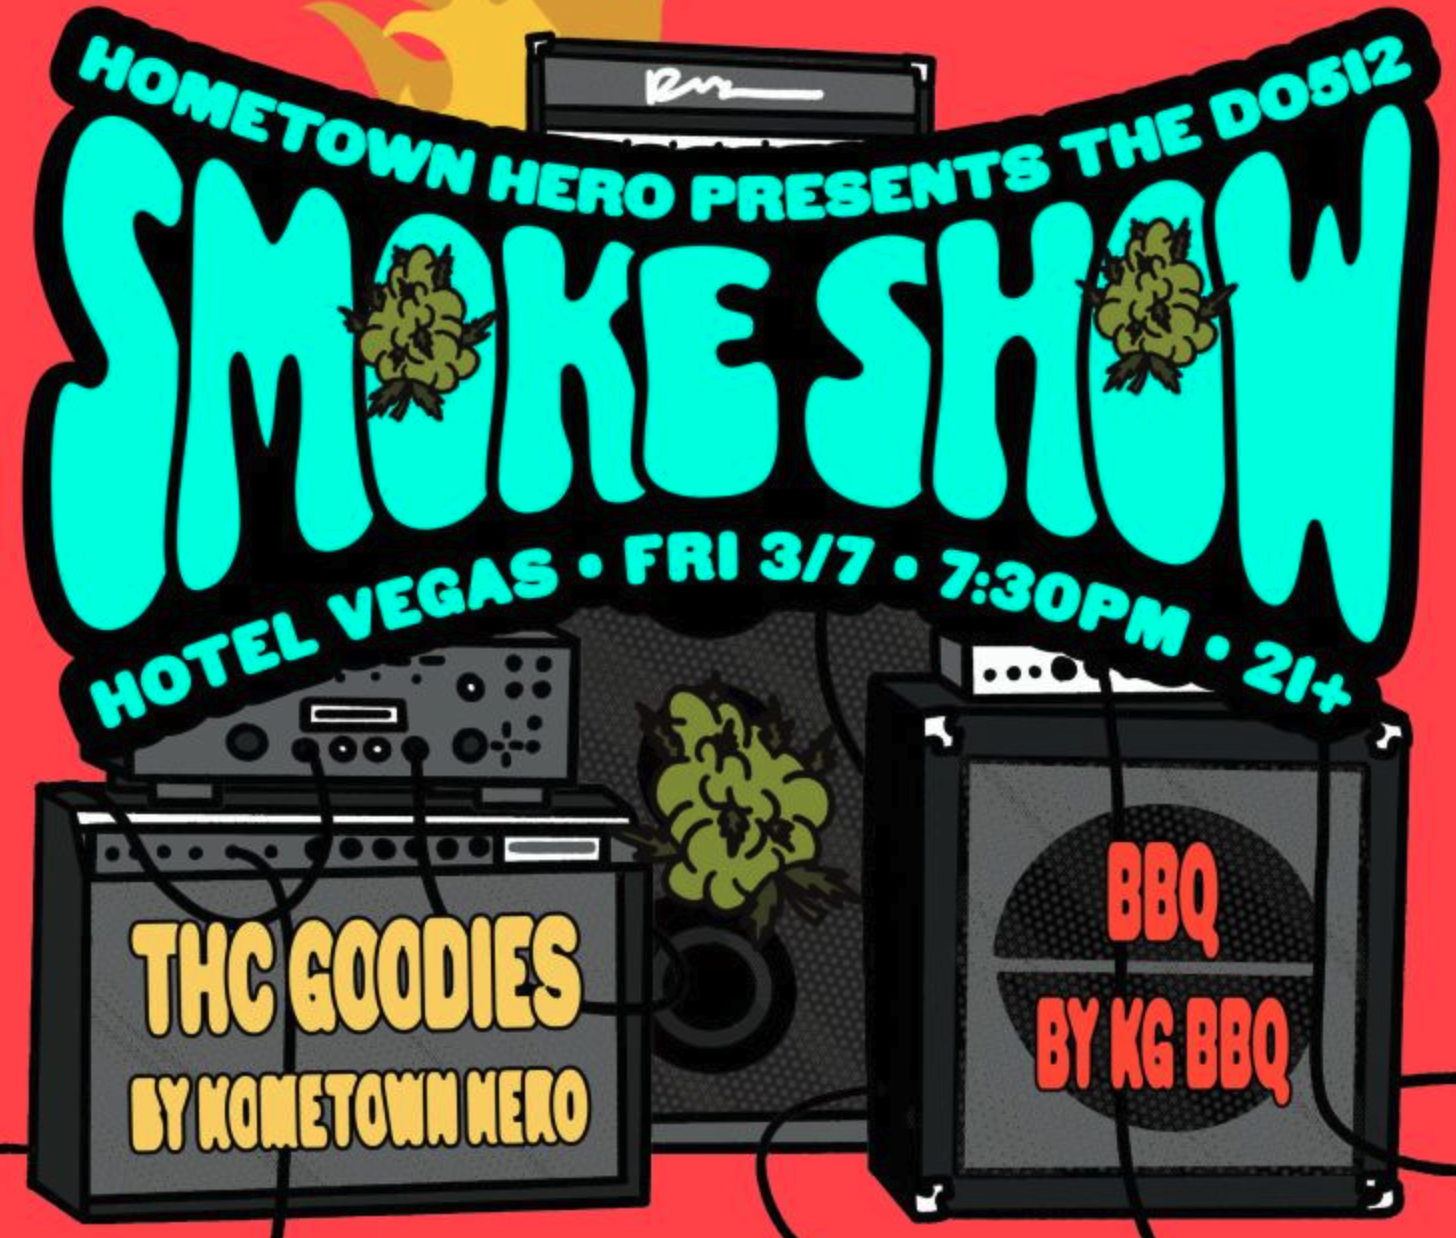 HOMETOWN HERO PRESENTS THE DO512
SMOKE SHOW
HOTEL VEGAS • FRI 3/7 • 7:30PM • 21+
THC GOODIES
BY HOMETOWN HERO
BBQ
BY KG BBQ